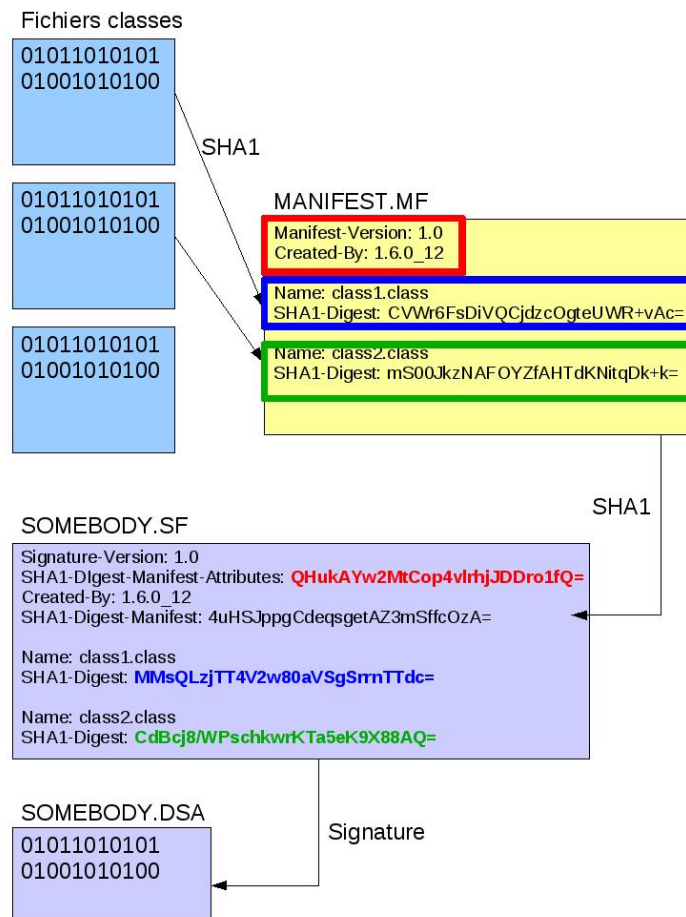 Fichiers classes
01011010101
01001010100
SHA1
01011010101
01001010100
MANIFEST.MF
Manifest-Version: 1.0
Created-By: 1.6.0_12
Name: class1.class
SHA1-Digest: CVWr6FsDiVQCjdzcOgteUWR+vAc=
01011010101
01001010100
Name: class2.class
SHA1-Digest: mS00JkzNAFOYZfAHTdKNitqDk+k=
SHA1
SOMEBODY.SF
Signature-Version: 1.0
SHA1-DIgest-Manifest-Attributes: QHukAYw2MtCop4vlrhjJDDro1fQ=
Created-By: 1.6.0_12
SHA1-Digest-Manifest: 4uHSJppgCdeqsgetAZ3mSffcOzA=
Name: class1.class
SHA1-Digest: MMsQLzjTT4V2w80aVSgSrrnTTdc=
Name: class2.class
SHA1-Digest: CdBcj8/WPschkwrKTa5eK9X88AQ=
SOMEBODY.DSA
Signature
01011010101
01001010100